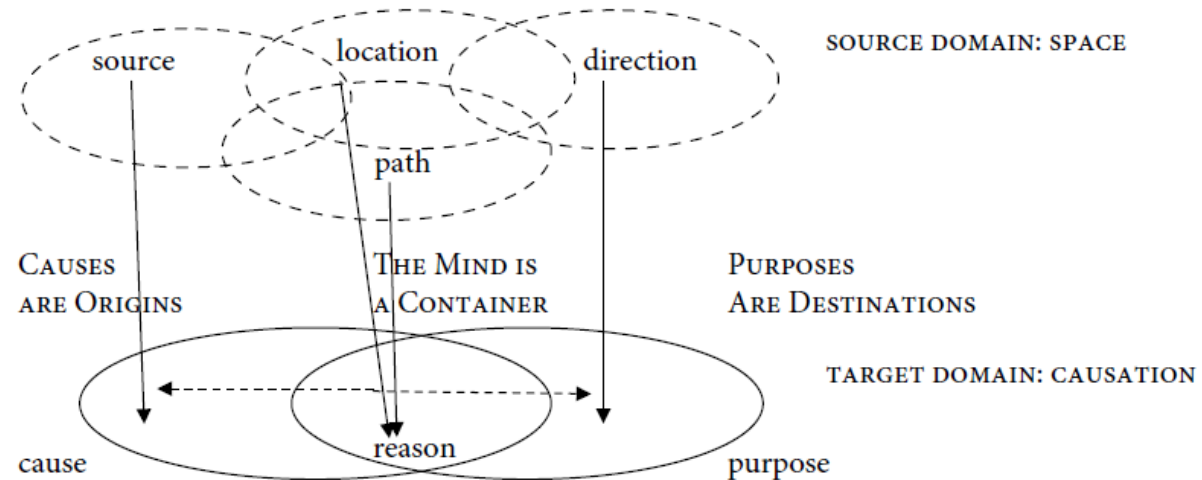 source
location
direction
SOURCE DOMAIN: SPACE
path
CAUSES
ARE ORIGINS
THE MIND IS
A CONTAINER
PURPOSES
ARE DESTINATIONS
TARGET DOMAIN: CAUSATION
cause
reason
purpose